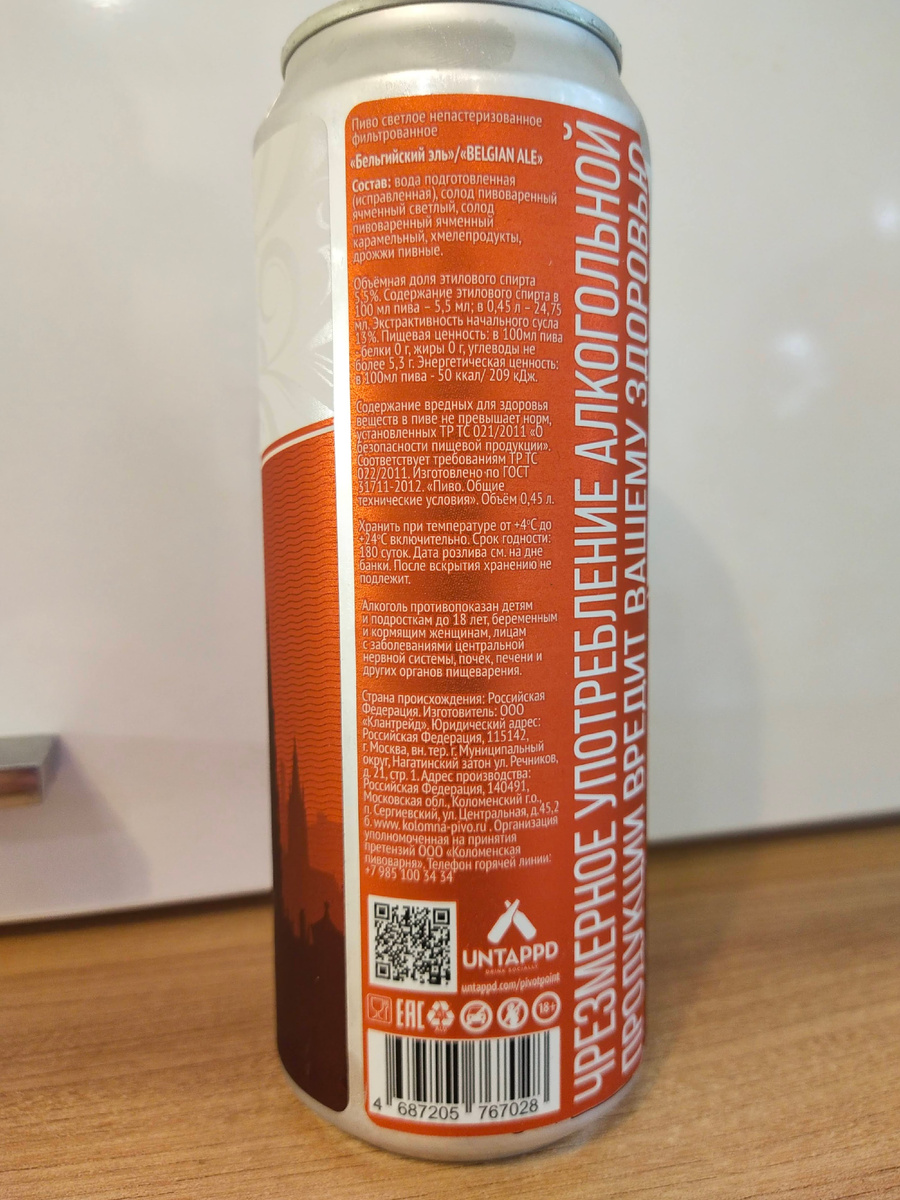 Пиво светлое непастеризованное
фильтрованное
«Бельгийский эль»/«BELGIAN ALE»
Состав: вода подготовленная
(исправленная), солод пивоваренный
ячменный светлый, солод
пивоваренный ячменный
карамельный, хмелепродукты,
дрожжи пивные.
Объёмная доля этилового спирта
5,5%. Содержание этилового спирта в
100 мл пива – 5,5 мл; в 0,45 л – 24,75
мл. Экстрактивность начального сусла
13%. Пищевая ценность: в 100мл пива
-белки 0 г, жиры 0 г, углеводы не
более 5,3 г. Энергетическая ценность:
в 100мл пива - 50 ккал/ 209 кДж.
Содержание вредных для здоровья
веществ в пиве не превышает норм,
установленных ТР ТС 021/2011 «О
безопасности пищевой продукции».
Соответствует требованиям ТР ТС
022/2011. Изготовлено по ГОСТ
31711-2012. «Пиво. Общие
технические условия». Объём 0,45 л.
Хранить при температуре от +4°С до
+24°С включительно. Срок годности:
180 суток. Дата розлива см. на дне
банки. После вскрытия хранению не
подлежит.
Алкоголь противопоказан детям
и подросткам до 18 лет, беременным
и кормящим женщинам, лицам
с заболеваниями центральной
нервной системы, почек, печени и
других органов пищеварения.
Страна происхождения: Российская
Федерация. Изготовитель: ООО
«Клантрейд». Юридический адрес:
Российская Федерация, 115142,
г. Москва, вн. тер. г. Муниципальный
округ, Нагатинский затон ул. Речников,
д. 21, стр. 1. Адрес производства:
Российская Федерация, 140491,
Московская обл., Коломенский г.о.,
п. Сергиевский, ул. Центральная, д.45,2
б. www. kolomna-pivo.ru . Организация
уполномоченная на принятия
претензий ООО «Коломенская
пивоварня». Телефон горячей линии:
+7 985 100 34 34
UNTAPPD
DRINK SOCIALLY
untappd.com/pivotpoint
EAC
ALU
18+
4 687205 767028
ЧРЕЗМЕРНОЕ УПОТРЕБЛЕНИЕ АЛКОГОЛЬНОЙ
ПРОДУКЦИИ ВРЕДИТ ВАШЕМУ ЗДОРОВЬЮ